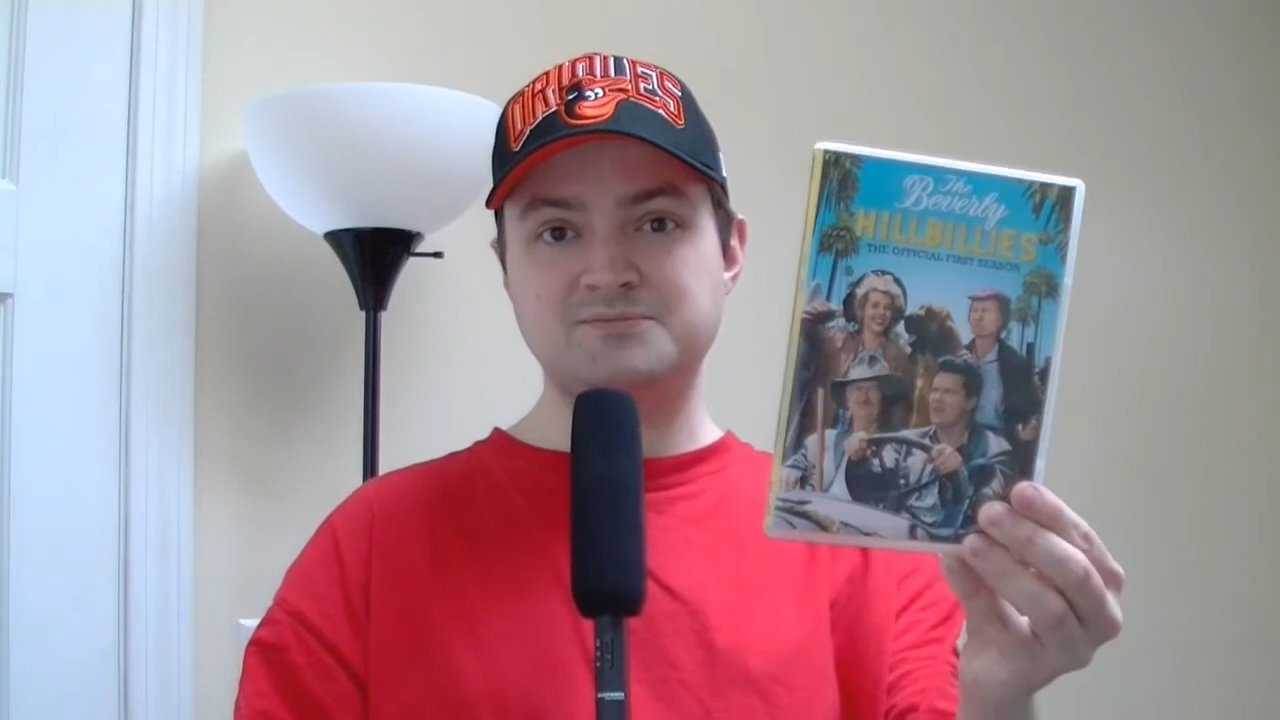 ORIOLES
The
Beverly
HILLBILLIES
THE OFFICIAL FIRST SEASON